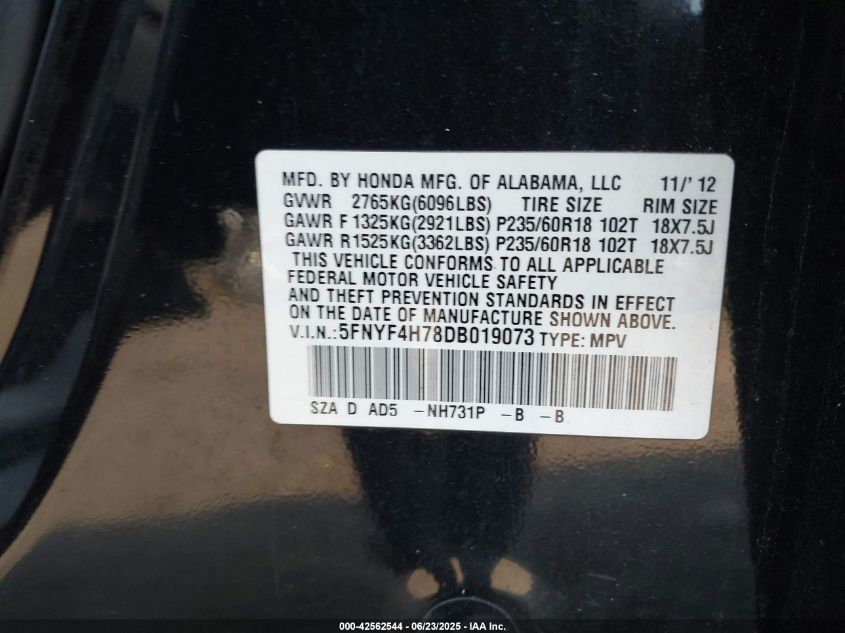 MFD. BY HONDA MFG. OF ALABAMA, LLC 11/' 12
GVWR 2765KG(6096LBS) TIRE SIZE RIM SIZE
GAWR F 1325KG(2921LBS) P235/60R18 102T 18X7.5J
GAWR R1525KG(3362LBS) P235/60R18 102T 18X7.5J
THIS VEHICLE CONFORMS TO ALL APPLICABLE
FEDERAL MOTOR VEHICLE SAFETY
AND THEFT PREVENTION STANDARDS IN EFFECT
ON THE DATE OF MANUFACTURE SHOWN ABOVE.
V.I.N.:5FNYF4H78DB019073 TYPE: MPV
SZA D AD5 -NH731P -B -B
000-42562544 - 06/23/2025 - IAA Inc.